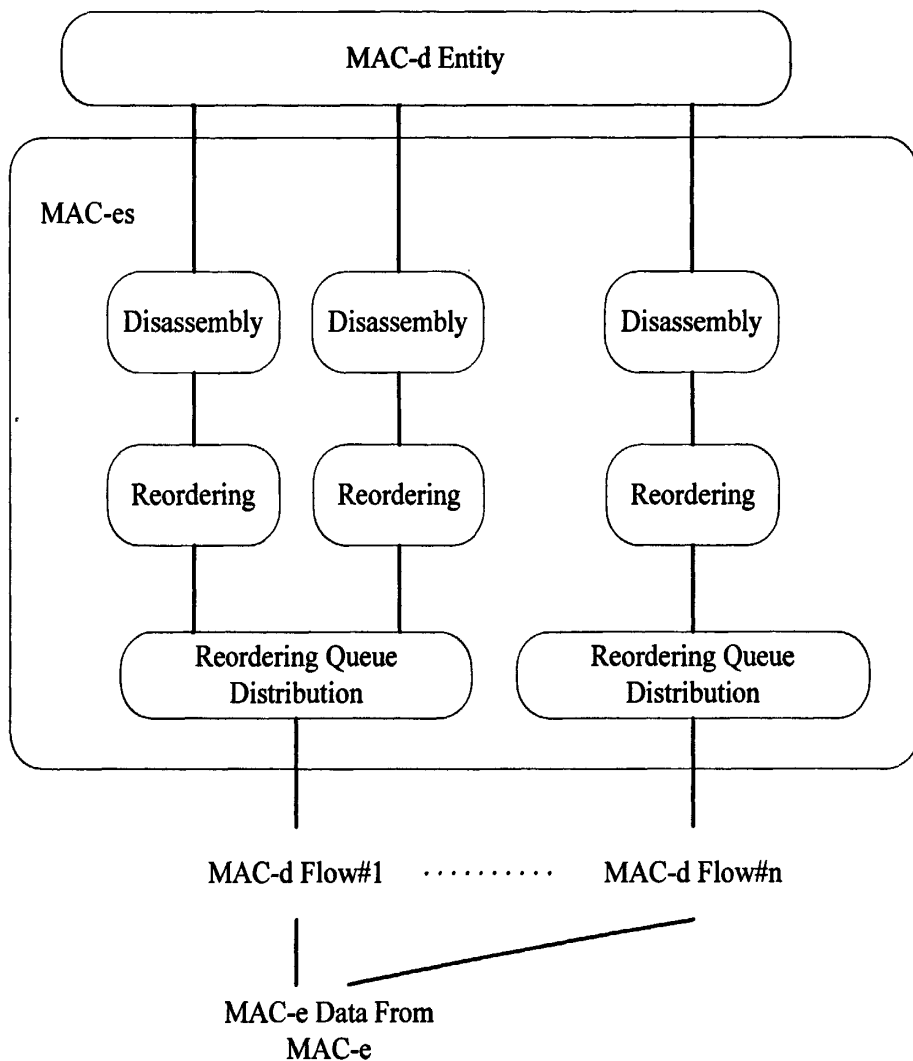 MAC-d Entity
MAC-es
Disassembly
Disassembly
Disassembly
Reordering
Reordering
Reordering
Reordering Queue
Distribution
Reordering Queue
Distribution
MAC-d Flow#1 ......... MAC-d Flow#n
MAC-e Data From
MAC-e